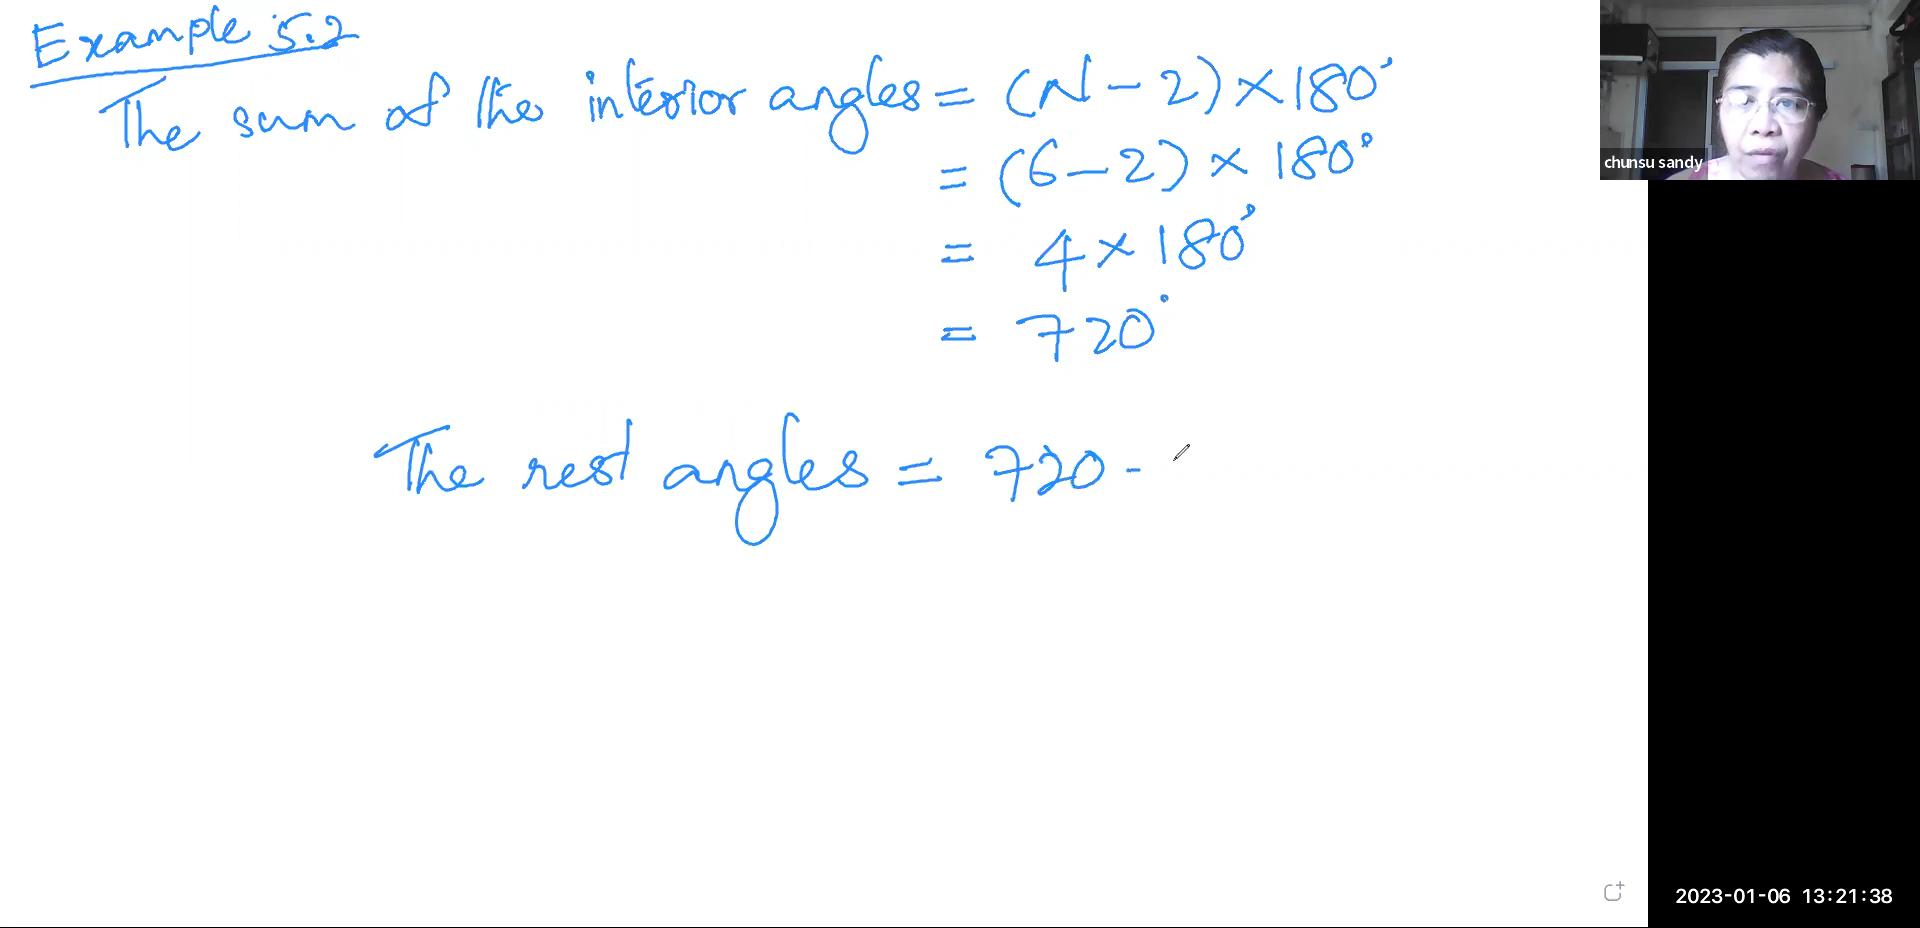 Example 5.2
The sum of the interior angles = (N - 2) × 180°
= (6 - 2) × 180°
= 4 × 180°
= 720°
The rest angles = 720 -
chunsu sandy
2023-01-06 13:21:38